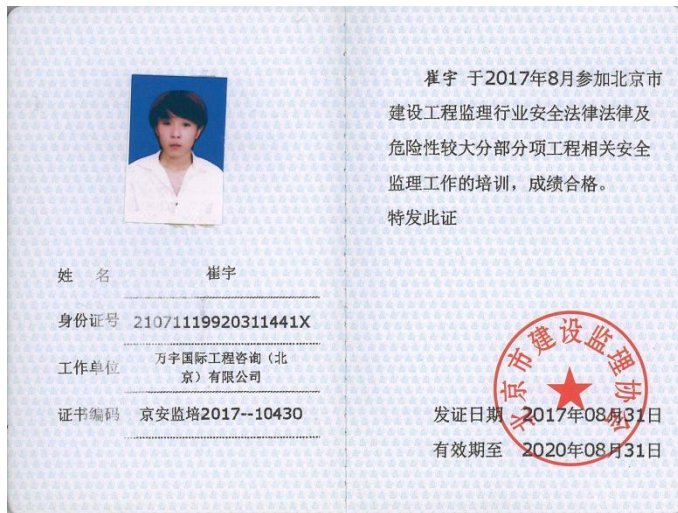 姓 名 崔宇
身份证号 21071119920311441X
工作单位 万宇国际工程咨询（北
京）有限公司
证书编码 京安监培2017--10430
崔宇 于2017年8月参加北京市
建设工程监理行业安全法律法律及
危险性较大分部分项工程相关安全
监理工作的培训，成绩合格。
特发此证
北京市建设监理协会
发证日期 2017年08月31日
有效期至 2020年08月31日